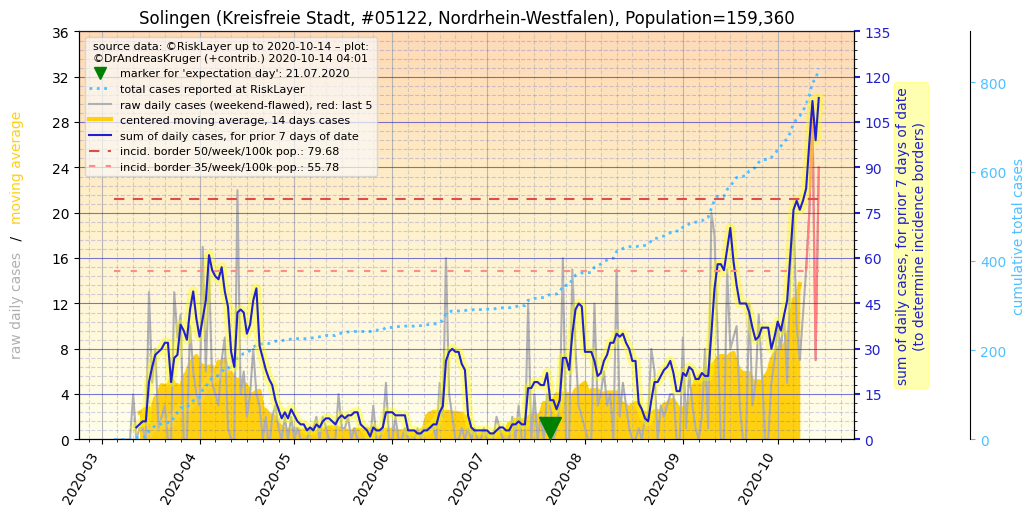 Solingen (Kreisfreie Stadt, #05122, Nordrhein-Westfalen), Population=159,360
source data: ©RiskLayer up to 2020-10-14 – plot:
©DrAndreasKruger (+contrib.) 2020-10-14 04:01
marker for 'expectation day': 21.07.2020
total cases reported at RiskLayer
raw daily cases (weekend-flawed), red: last 5
centered moving average, 14 days cases
sum of daily cases, for prior 7 days of date
incid. border 50/week/100k pop.: 79.68
incid. border 35/week/100k pop.: 55.78
raw daily cases / moving average
36
32
28
24
20
16
12
8
4
0
2020-03
2020-04
2020-05
2020-06
2020-07
2020-08
2020-09
2020-10
135
120
105
90
75
60
45
30
15
0
sum of daily cases, for prior 7 days of date
(to determine incidence borders)
800
600
400
200
0
cumulative total cases